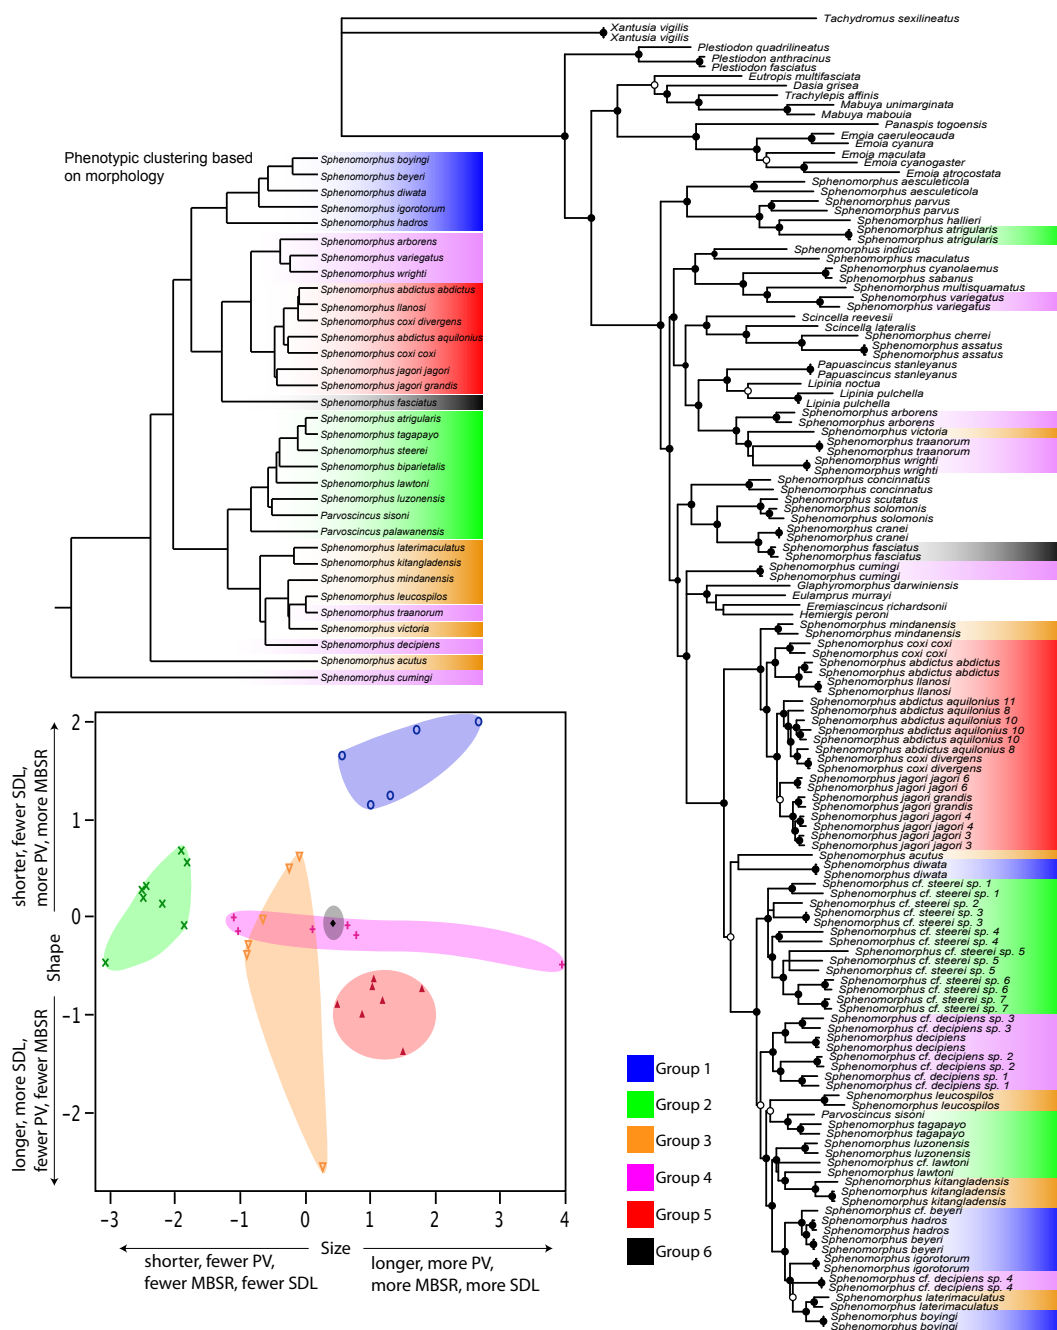 Phenotypic clustering based
on morphology
Sphenomorphus boyingi
Sphenomorphus beyeri
Sphenomorphus diwata
Sphenomorphus igorotorum
Sphenomorphus hadros
Sphenomorphus arborens
Sphenomorphus variegatus
Sphenomorphus wrighti
Sphenomorphus abdictus abdictus
Sphenomorphus llanosi
Sphenomorphus coxi divergens
Sphenomorphus abdictus aquilonius
Sphenomorphus coxi coxi
Sphenomorphus jagori jagori
Sphenomorphus jagori grandis
Sphenomorphus fasciatus
Sphenomorphus atrigularis
Sphenomorphus tagapayo
Sphenomorphus steerei
Sphenomorphus biparietalis
Sphenomorphus lawtoni
Sphenomorphus luzonensis
Parvoscincus sisoni
Parvoscincus palawanensis
Sphenomorphus laterimaculatus
Sphenomorphus kitangladensis
Sphenomorphus mindanensis
Sphenomorphus leucospilos
Sphenomorphus traanorum
Sphenomorphus victoria
Sphenomorphus decipiens
Sphenomorphus acutus
Sphenomorphus cumingi
Tachydromus sexilineatus
Xantusia vigilis
Xantusia vigilis
Plestiodon quadrilineatus
Plestiodon anthracinus
Plestiodon fasciatus
Eutropis multifasciata
Dasia grisea
Trachylepis affinis
Mabuya unimarginata
Mabuya mabouia
Panaspis togoensis
Emoia caeruleocauda
Emoia cyanura
Emoia maculata
Emoia cyanogaster
Emoia atrocostata
Sphenomorphus aesculeticola
Sphenomorphus aesculeticola
Sphenomorphus parvus
Sphenomorphus parvus
Sphenomorphus hallieri
Sphenomorphus atrigularis
Sphenomorphus atrigularis
Sphenomorphus indicus
Sphenomorphus maculatus
Sphenomorphus cyanolaemus
Sphenomorphus sabanus
Sphenomorphus multisquamatus
Sphenomorphus variegatus
Sphenomorphus variegatus
Scincella reevesii
Scincella lateralis
Sphenomorphus cherrei
Sphenomorphus assatus
Sphenomorphus assatus
Papuascincus stanleyanus
Papuascincus stanleyanus
Lipinia noctua
Lipinia pulchella
Lipinia pulchella
Sphenomorphus arborens
Sphenomorphus arborens
Sphenomorphus victoria
Sphenomorphus traanorum
Sphenomorphus traanorum
Sphenomorphus wrighti
Sphenomorphus wrighti
Sphenomorphus concinnatus
Sphenomorphus concinnatus
Sphenomorphus scutatus
Sphenomorphus solomonis
Sphenomorphus solomonis
Sphenomorphus cranei
Sphenomorphus cranei
Sphenomorphus fasciatus
Sphenomorphus fasciatus
Sphenomorphus cumingi
Sphenomorphus cumingi
Glaphyromorphus darwiniensis
Eulamprus murrayi
Eremiascincus richardsonii
Hemiergis peroni
Sphenomorphus mindanensis
Sphenomorphus mindanensis
Sphenomorphus coxi coxi
Sphenomorphus coxi coxi
Sphenomorphus abdictus abdictus
Sphenomorphus abdictus abdictus
Sphenomorphus llanosi
Sphenomorphus llanosi
Sphenomorphus abdictus aquilonius 11
Sphenomorphus abdictus aquilonius 8
Sphenomorphus abdictus aquilonius 10
Sphenomorphus abdictus aquilonius 10
Sphenomorphus abdictus aquilonius 10
Sphenomorphus abdictus aquilonius 8
Sphenomorphus coxi divergens
Sphenomorphus coxi divergens
Sphenomorphus jagori jagori 6
Sphenomorphus jagori jagori 6
Sphenomorphus jagori grandis
Sphenomorphus jagori grandis
Sphenomorphus jagori jagori 4
Sphenomorphus jagori jagori 4
Sphenomorphus jagori jagori 3
Sphenomorphus jagori jagori 3
Sphenomorphus acutus
Sphenomorphus diwata
Sphenomorphus diwata
Sphenomorphus cf. steerei sp. 1
Sphenomorphus cf. steerei sp. 1
Sphenomorphus cf. steerei sp. 2
Sphenomorphus cf. steerei sp. 3
Sphenomorphus cf. steerei sp. 3
Sphenomorphus cf. steerei sp. 4
Sphenomorphus cf. steerei sp. 4
Sphenomorphus cf. steerei sp. 5
Sphenomorphus cf. steerei sp. 5
Sphenomorphus cf. steerei sp. 5
Sphenomorphus cf. steerei sp. 6
Sphenomorphus cf. steerei sp. 6
Sphenomorphus cf. steerei sp. 7
Sphenomorphus cf. steerei sp. 7
Sphenomorphus cf. decipiens sp. 3
Sphenomorphus cf. decipiens sp. 3
Sphenomorphus decipiens
Sphenomorphus decipiens
Sphenomorphus cf. decipiens sp. 2
Sphenomorphus cf. decipiens sp. 2
Sphenomorphus cf. decipiens sp. 1
Sphenomorphus cf. decipiens sp. 1
Sphenomorphus leucospilos
Sphenomorphus leucospilos
Parvoscincus sisoni
Sphenomorphus tagapayo
Sphenomorphus tagapayo
Sphenomorphus luzonensis
Sphenomorphus luzonensis
Sphenomorphus cf. lawtoni
Sphenomorphus lawtoni
Sphenomorphus kitangladensis
Sphenomorphus kitangladensis
Sphenomorphus kitangladensis
Sphenomorphus cf. beyeri
Sphenomorphus hadros
Sphenomorphus hadros
Sphenomorphus beyeri
Sphenomorphus beyeri
Sphenomorphus igorotorum
Sphenomorphus igorotorum
Sphenomorphus cf. decipiens sp. 4
Sphenomorphus cf. decipiens sp. 4
Sphenomorphus laterimaculatus
Sphenomorphus laterimaculatus
Sphenomorphus boyingi
Sphenomorphus boyingi
shorter, fewer SDL,
more PV, more MBSR
Shape
longer, more SDL,
fewer PV, fewer MBSR
2
1
0
−1
−2
−3 −2 −1 0 1 2 3 4
Size
shorter, fewer PV,
fewer MBSR, fewer SDL
longer, more PV,
more MBSR, more SDL
Group 1
Group 2
Group 3
Group 4
Group 5
Group 6